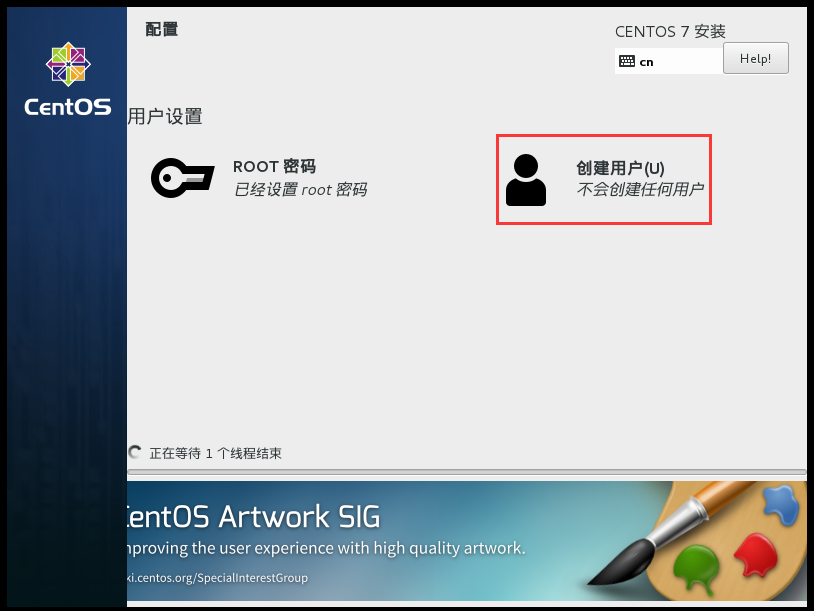 配置
CENTOS 7 安装
cn
Help!
CentOS
用户设置
ROOT 密码
已经设置 root 密码
创建用户(U)
不会创建任何用户
正在等待 1 个线程结束
CentOS Artwork SIG
mproving the user experience with high quality artwork.
ki.centos.org/SpecialInterestGroup